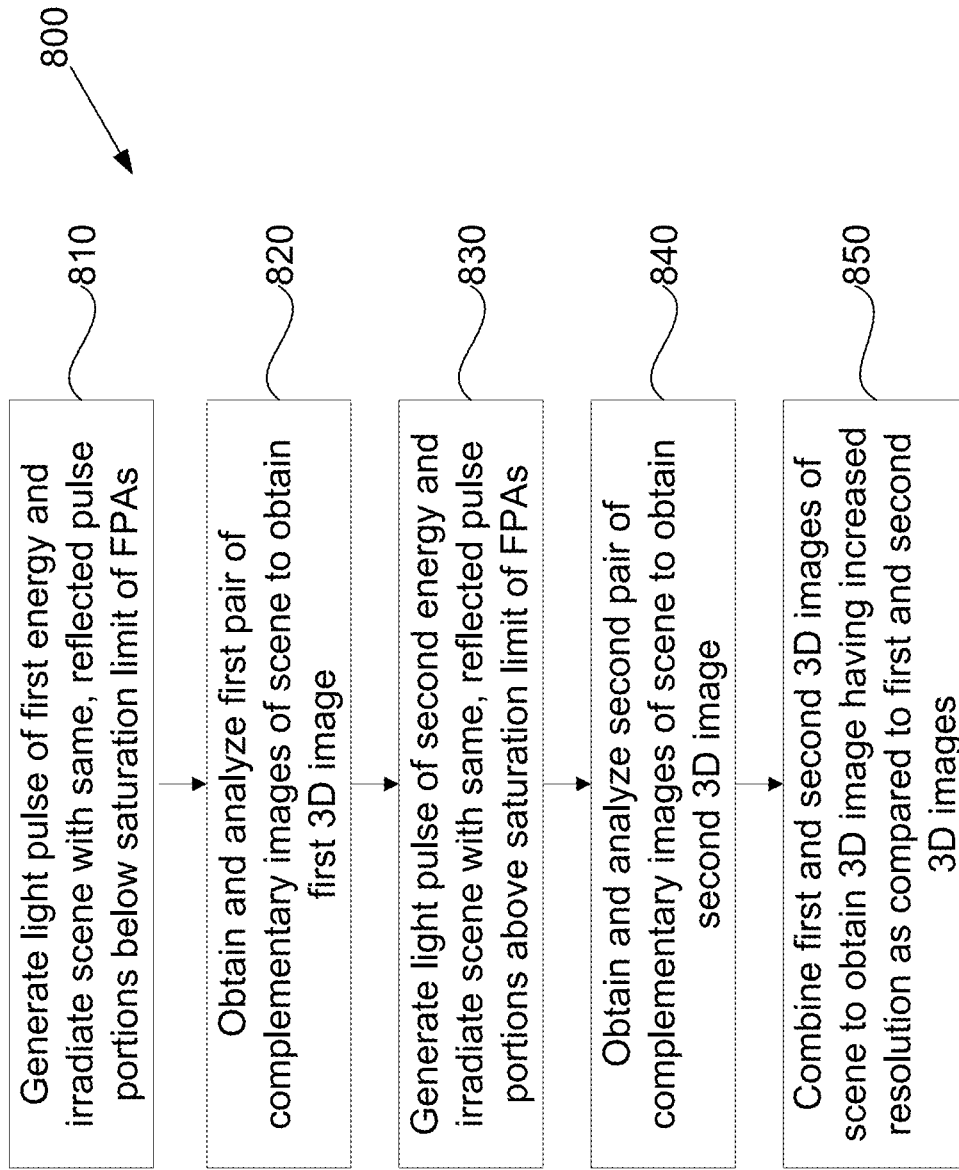 800
Generate light pulse of first energy and
irradiate scene with same, reflected pulse
portions below saturation limit of FPAs
810
Obtain and analyze first pair of
complementary images of scene to obtain
first 3D image
820
Generate light pulse of second energy and
irradiate scene with same, reflected pulse
portions above saturation limit of FPAs
830
Obtain and analyze second pair of
complementary images of scene to obtain
second 3D image
840
Combine first and second 3D images of
scene to obtain 3D image having increased
resolution as compared to first and second
3D images
850